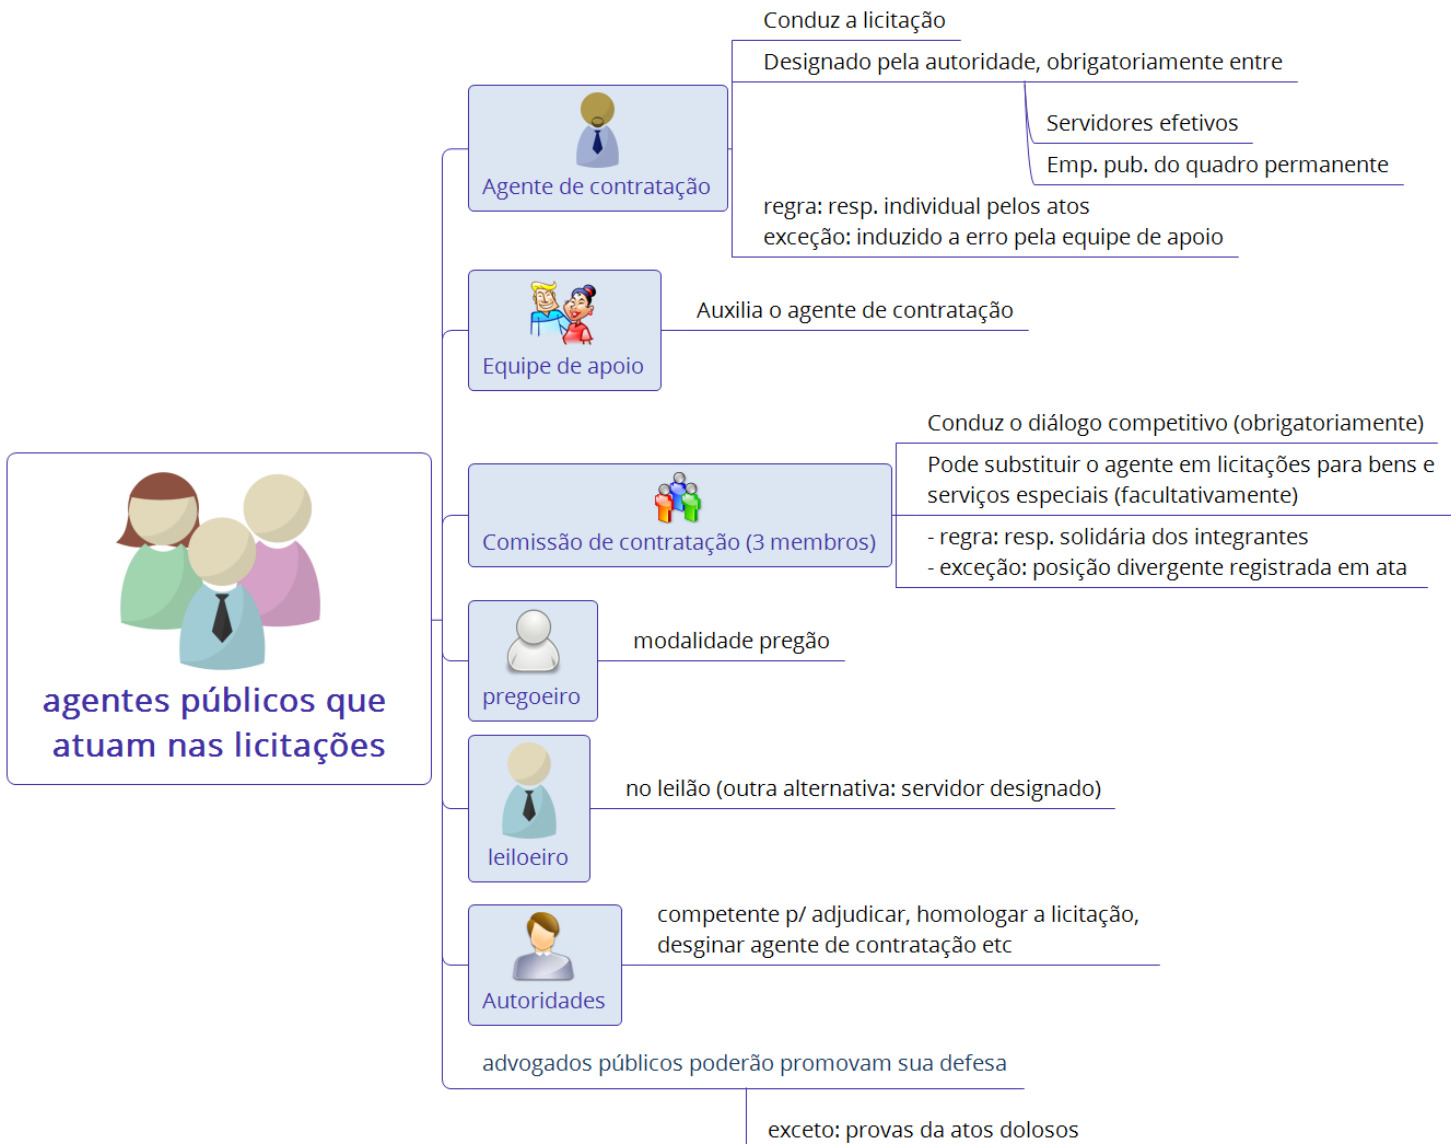 agentes públicos que
atuam nas licitações
Agente de contratação
Conduz a licitação
Designado pela autoridade, obrigatoriamente entre
Servidores efetivos
Emp. pub. do quadro permanente
regra: resp. individual pelos atos
exceção: induzido a erro pela equipe de apoio
Equipe de apoio
Auxilia o agente de contratação
Comissão de contratação (3 membros)
Conduz o diálogo competitivo (obrigatoriamente)
Pode substituir o agente em licitações para bens e
serviços especiais (facultativamente)
- regra: resp. solidária dos integrantes
- exceção: posição divergente registrada em ata
pregoeiro
modalidade pregão
leiloeiro
no leilão (outra alternativa: servidor designado)
Autoridades
competente p/ adjudicar, homologar a licitação,
desginar agente de contratação etc
advogados públicos poderão promovam sua defesa
exceto: provas da atos dolosos